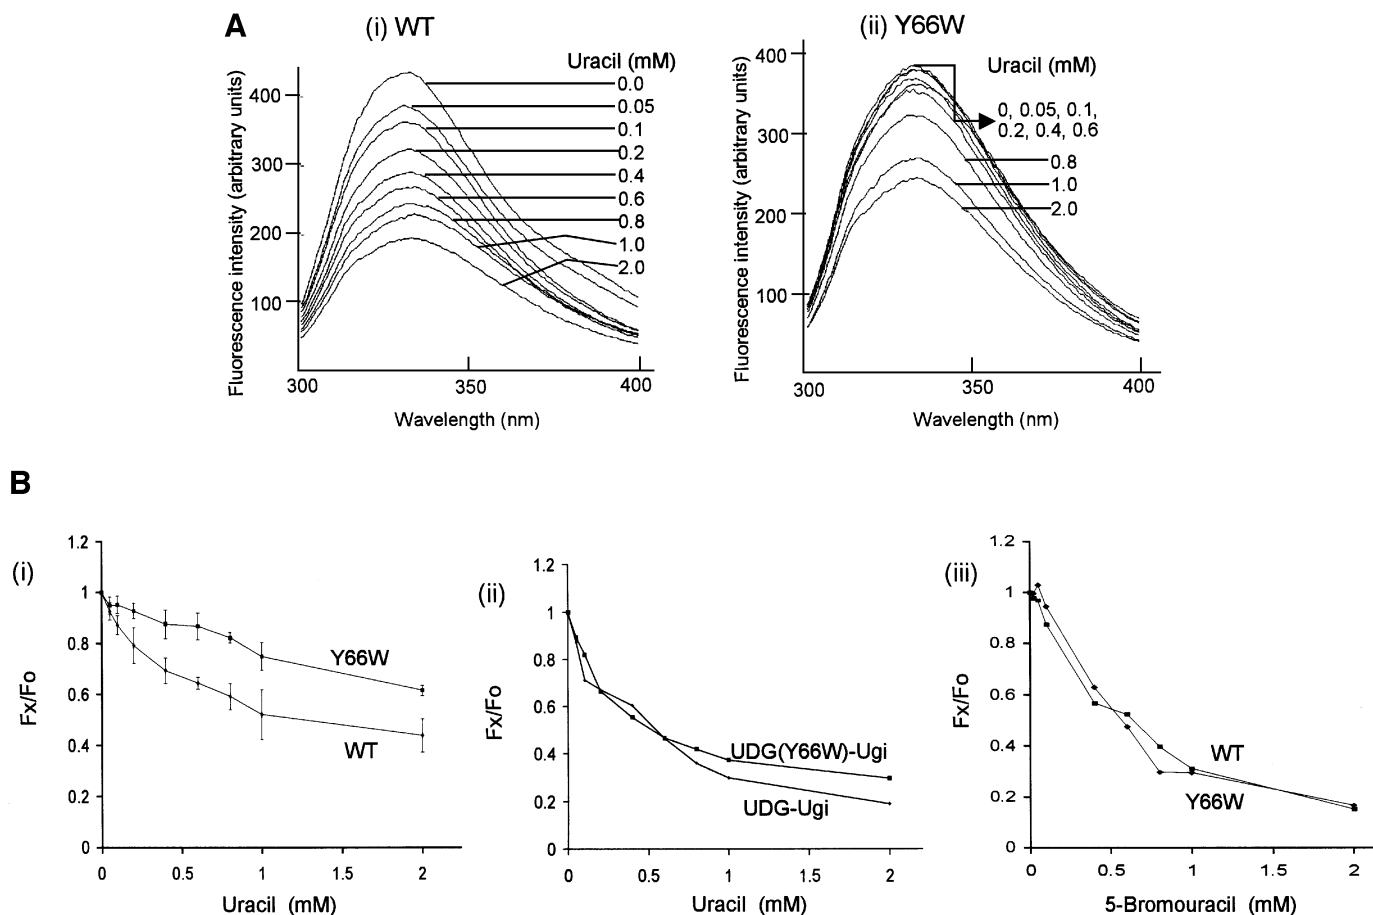 A
(i) WT
Uracil (mM)
0.0
0.05
0.1
0.2
0.4
0.6
0.8
1.0
2.0
400
300
200
100
300
350
400
Fluorescence intensity (arbitrary units)
Wavelength (nm)
(ii) Y66W
Uracil (mM)
0, 0.05, 0.1,
0.2, 0.4, 0.6
0.8
1.0
2.0
400
300
200
100
300
350
400
Fluorescence intensity (arbitrary units)
Wavelength (nm)
B
(i)
1.2
1
0.8
0.6
0.4
0.2
0
Fx/Fo
Y66W
WT
0
0.5
1
1.5
2
Uracil (mM)
(ii)
1.2
1
0.8
0.6
0.4
0.2
0
Fx/Fo
UDG(Y66W)-Ugi
UDG-Ugi
0
0.5
1
1.5
2
Uracil (mM)
(iii)
1.2
1
0.8
0.6
0.4
0.2
0
Fx/Fo
WT
Y66W
0
0.5
1
1.5
2
5-Bromouracil (mM)